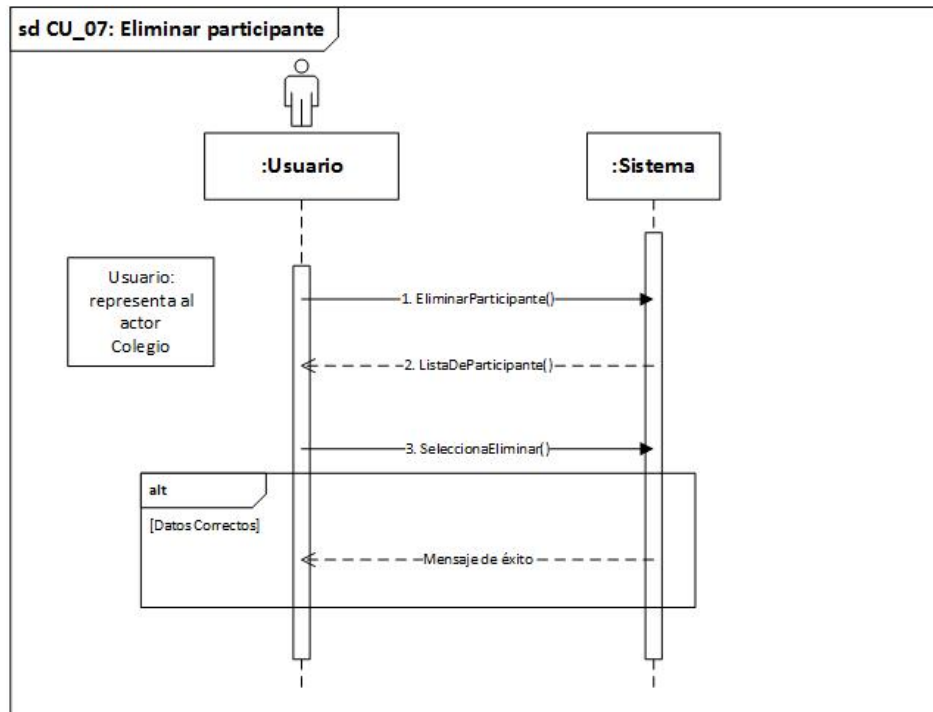 sd CU_07: Eliminar participante
:Usuario
:Sistema
Usuario:
representa al
actor
Colegio
1. EliminarParticipante()
2. ListaDeParticipante()
3. SeleccionaEliminar()
alt
[Datos Correctos]
Mensaje de éxito